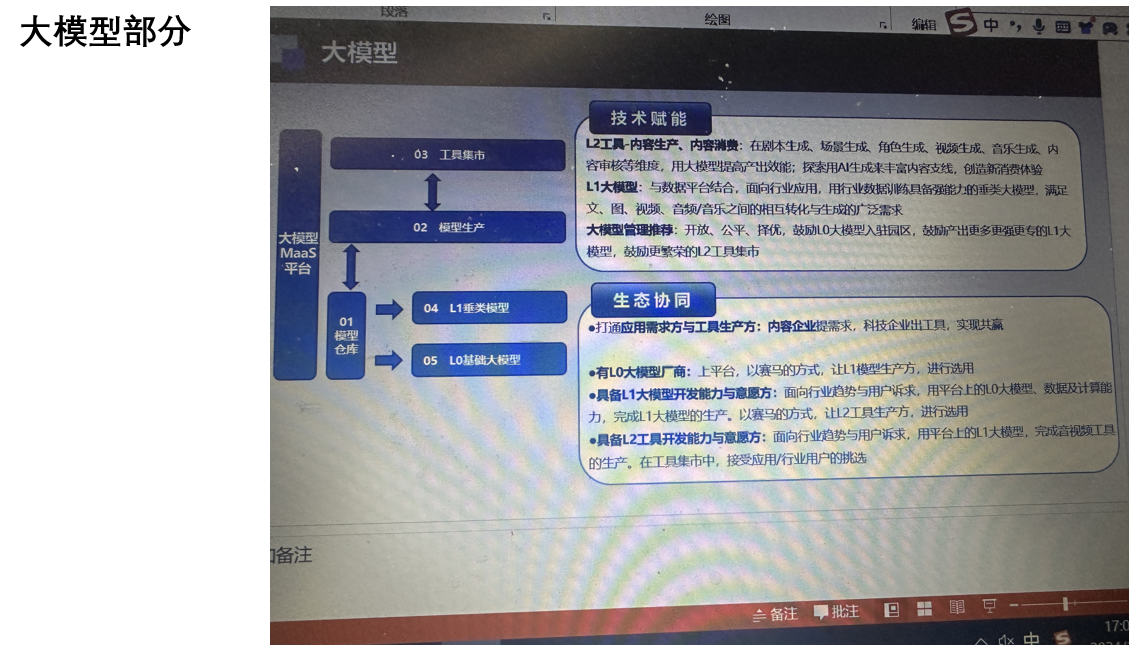 大模型部分
段落
绘图
编辑
中
大模型
大模型
MaaS
平台
03 工具集市
02 模型生产
01
模型
仓库
04 L1垂类模型
05 L0基础大模型
技术赋能
L2工具-内容生产、内容消费：在剧本生成、场景生成、角色生成、视频生成、音乐生成、内
容审核等维度，用大模型提高产出效能；探索用AI生成来丰富内容支线，创造新消费体验
L1大模型：与数据平台结合，面向行业应用，用行业数据训练具备强能力的垂类大模型，满足
文、图、视频、音频/音乐之间的相互转化与生成的广泛需求
大模型管理推荐：开放、公平、择优，鼓励L0大模型入驻园区，鼓励产出更多更强更专的L1大
模型，鼓励更繁荣的L2工具集市
生态协同
●打通应用需求方与工具生产方：内容企业提需求，科技企业出工具，实现共赢
●有L0大模型厂商：上平台，以赛马的方式，让L1模型生产方，进行选用
●具备L1大模型开发能力与意愿方：面向行业趋势与用户诉求，用平台上的L0大模型、数据及计算能
力，完成L1大模型的生产。以赛马的方式，让L2工具生产方，进行选用
●具备L2工具开发能力与意愿方：面向行业趋势与用户诉求，用平台上的L1大模型，完成音视频工具
的生产。在工具集市中，接受应用/行业用户的挑选
备注
备注 批注
中
17:0